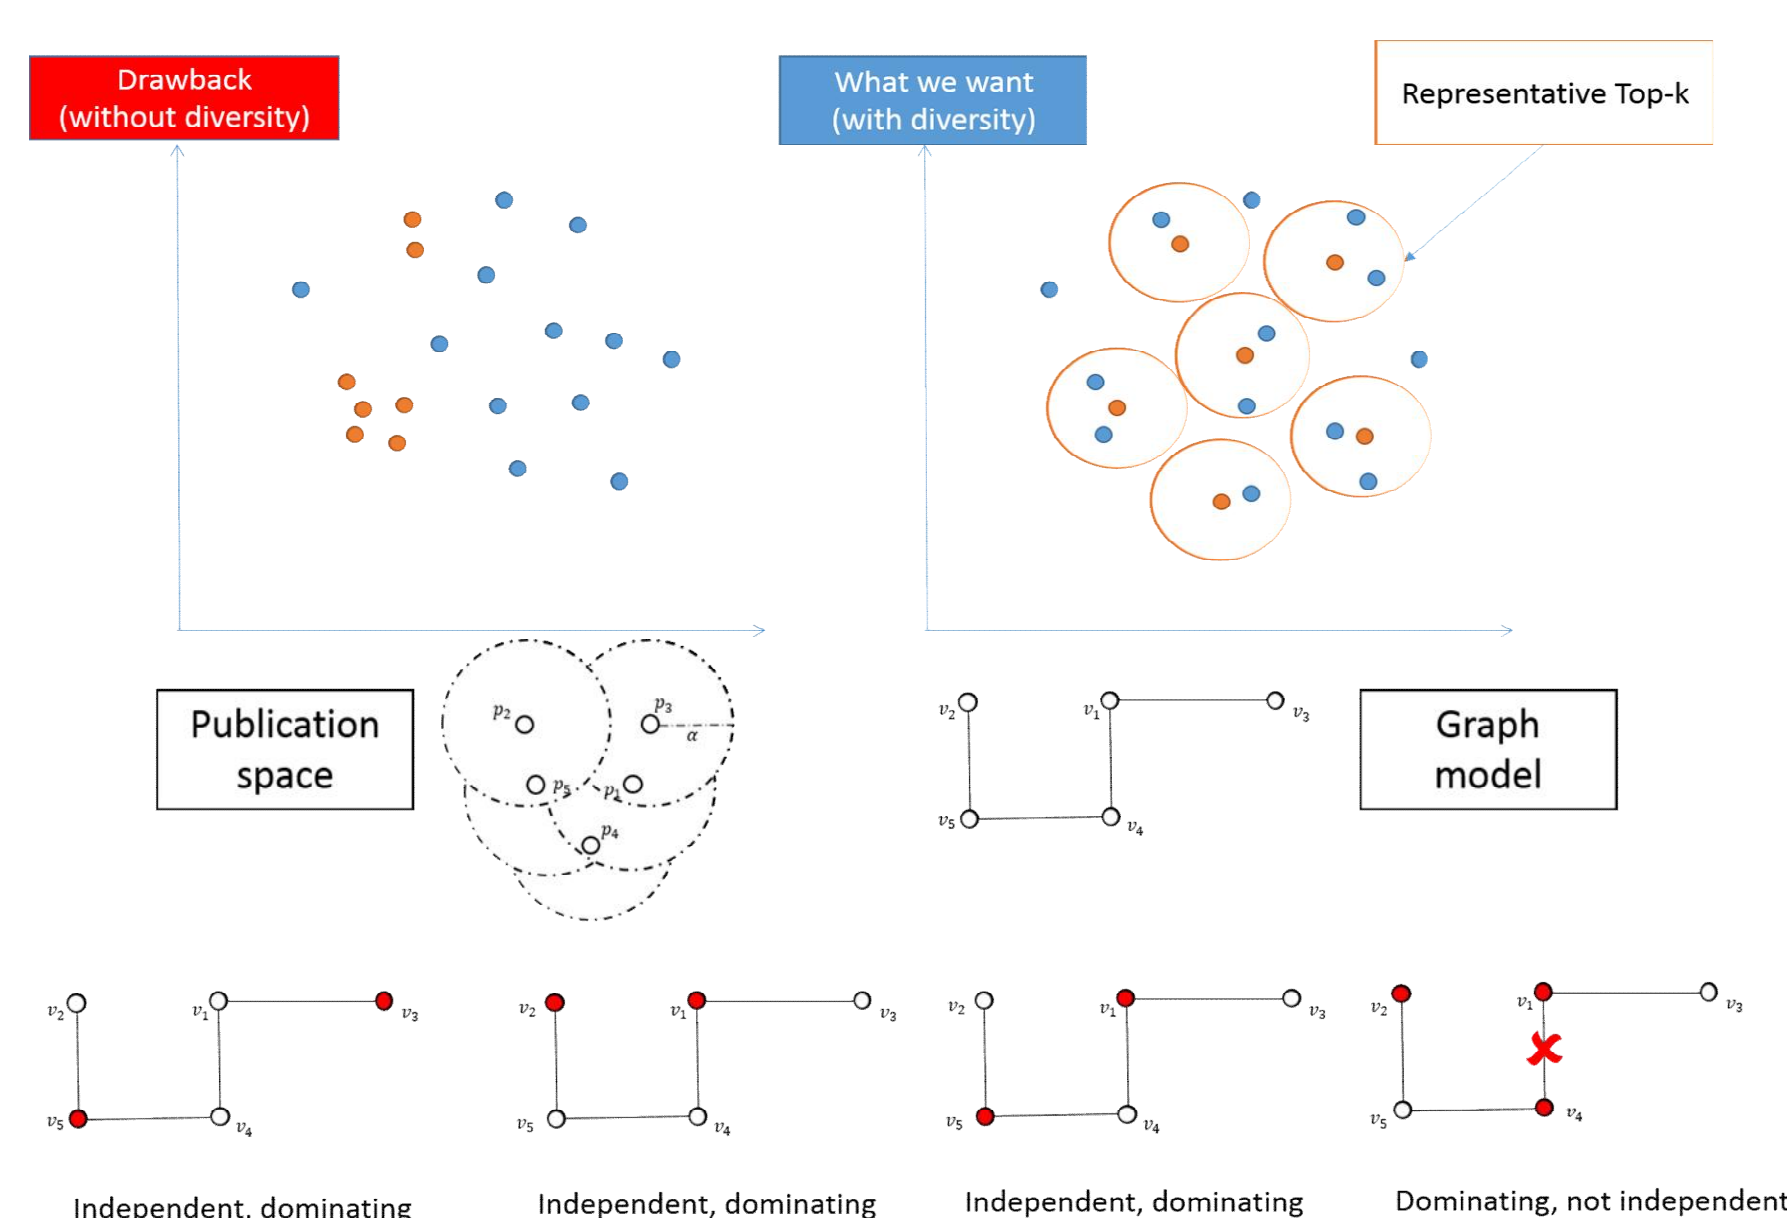 Drawback
(without diversity)
What we want
(with diversity)
Representative Top-k
Publication
space
p2
p3
α
p5
p1
p4
v2
v1
v3
v5
v4
Graph
model
v2
v1
v3
v5
v4
v2
v1
v3
v5
v4
v2
v1
v3
v5
v4
v2
v1
v3
v5
v4
Independent, dominating
Independent, dominating
Independent, dominating
Dominating, not independent